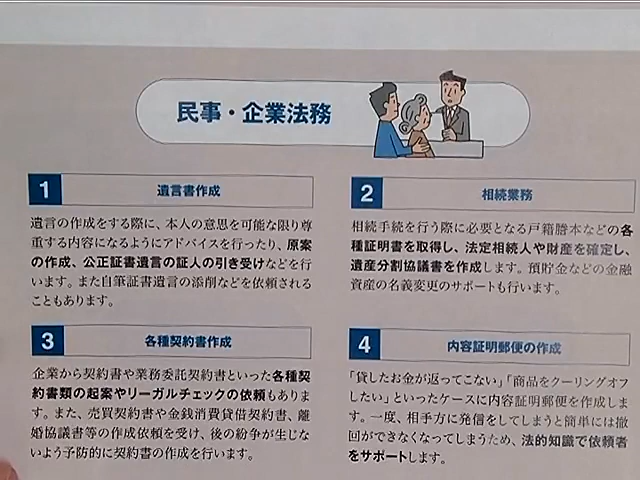 民事・企業法務
1 遺言書作成
遺言の作成をする際に、本人の意思を可能な限り尊
重する内容になるようにアドバイスを行ったり、原案
の作成、公正証書遺言の証人の引き受けなどを行い
ます。また自筆証書遺言の添削などを依頼される
こともあります。
2 相続業務
相続手続を行う際に必要となる戸籍謄本などの各
種証明書を取得し、法定相続人や財産を確定し、
遺産分割協議書を作成します。預貯金などの金融
資産の名義変更のサポートも行います。
3 各種契約書作成
企業から契約書や業務委託契約書といった各種契
約書類の起案やリーガルチェックの依頼もありま
す。また、売買契約書や金銭消費貸借契約書、離
婚協議書等の作成依頼を受け、後の紛争が生じな
いよう予防的に契約書の作成を行います。
4 内容証明郵便の作成
「貸したお金が返ってこない」「商品をクーリングオフ
したい」といったケースに内容証明郵便を作成しま
す。一度、相手方に発信をしてしまうと簡単には撤
回ができなくなってしまうため、法的知識で依頼者
をサポートします。